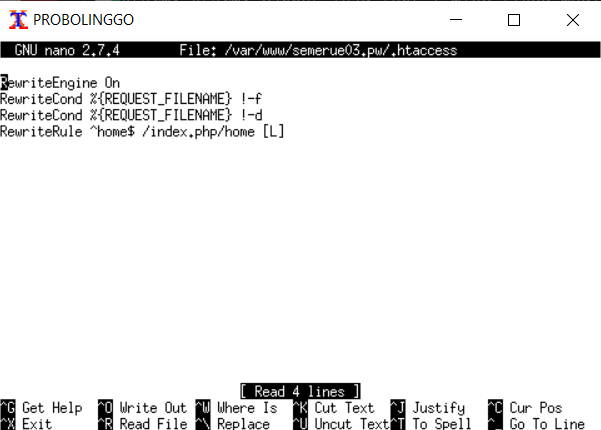 PROBOLINGGO
GNU nano 2.7.4 File: /var/www/semerue03.pw/.htaccess
RewriteEngine On
RewriteCond %{REQUEST_FILENAME} !-f
RewriteCond %{REQUEST_FILENAME} !-d
RewriteRule ^home$ /index.php/home [L]
[ Read 4 lines ]
^G Get Help ^O Write Out ^W Where Is ^K Cut Text ^J Justify ^C Cur Pos
^X Exit ^R Read File ^\ Replace ^U Uncut Text ^T To Spell ^_ Go To Line